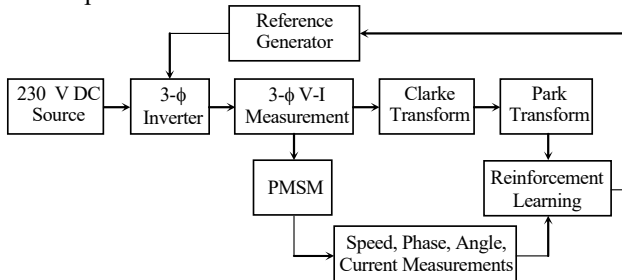 Reference
Generator
230 V DC
Source
3-ϕ
Inverter
3-ϕ V-I
Measurement
Clarke
Transform
Park
Transform
PMSM
Reinforcement
Learning
Speed, Phase, Angle,
Current Measurements